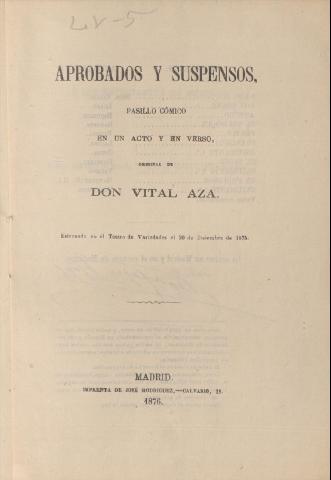 LV-5
APROBADOS Y SUSPENSOS,
PASILLO CÓMICO
EN UN ACTO Y EN VERSO,
ORIGINAL DE
DON VITAL AZA.
Estrenado en el Teatro de Variedades el 20 de Diciembre de 1875.
MADRID.
IMPRENTA DE JOSÉ RODRIGUEZ,—CALVARIO, 18.
1876.